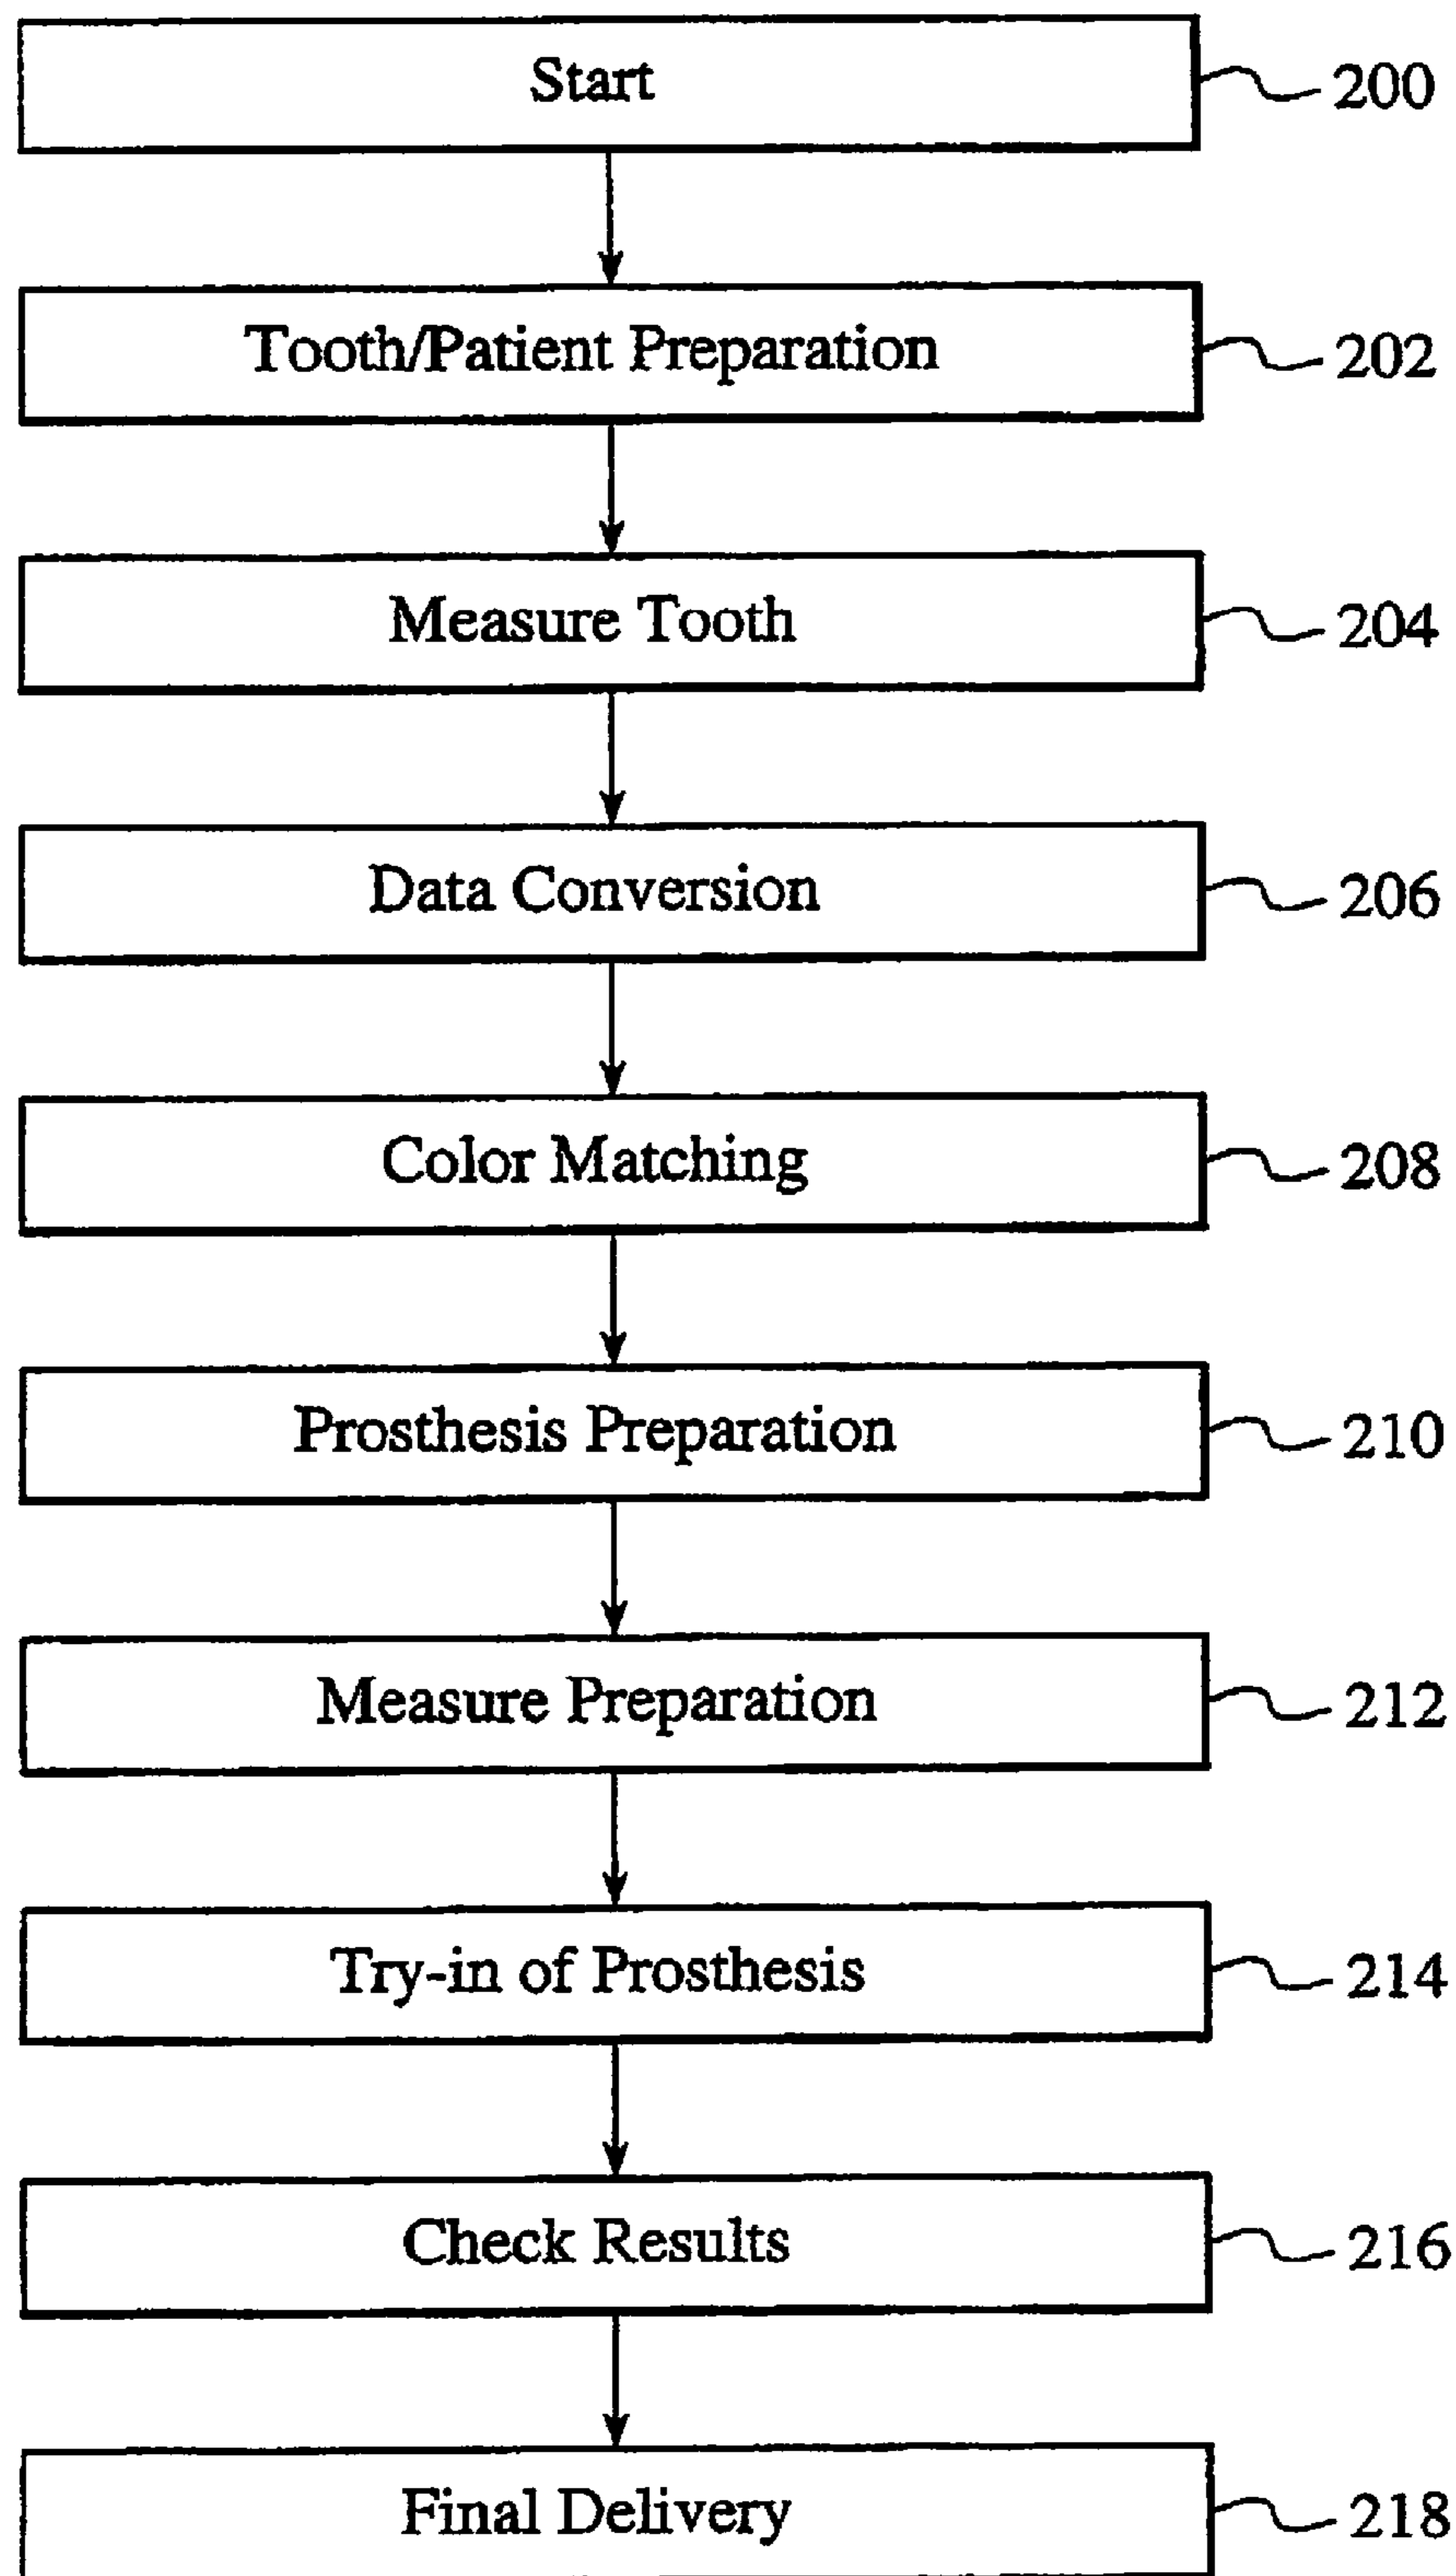 Start
200
Tooth/Patient Preparation
202
Measure Tooth
204
Data Conversion
206
Color Matching
208
Prosthesis Preparation
210
Measure Preparation
212
Try-in of Prosthesis
214
Check Results
216
Final Delivery
218